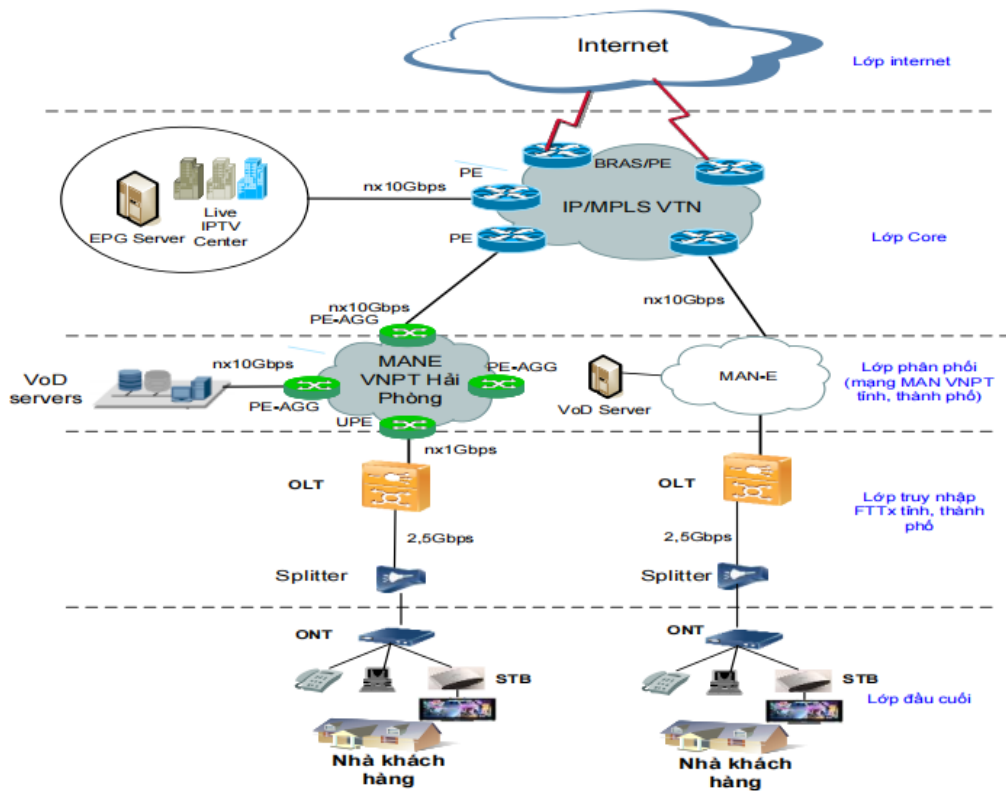 Internet
Lớp internet
BRAS/PE
PE
nx10Gbps
IP/MPLS VTN
Live
IPTV
Center
EPG Server
PE
Lớp Core
nx10Gbps
PE-AGG
nx10Gbps
nx10Gbps
MANE
VNPT Hải
Phòng
PE-AGG
VoD
servers
PE-AGG
UPE
MAN-E
VoD Server
Lớp phân phối
(mạng MAN VNPT
tỉnh, thành phố)
nx1Gbps
OLT
OLT
Lớp truy nhập
FTTx tỉnh, thành
phố
2,5Gbps
2,5Gbps
Splitter
Splitter
ONT
ONT
STB
STB
Lớp đầu cuối
Nhà khách
hàng
Nhà khách
hàng